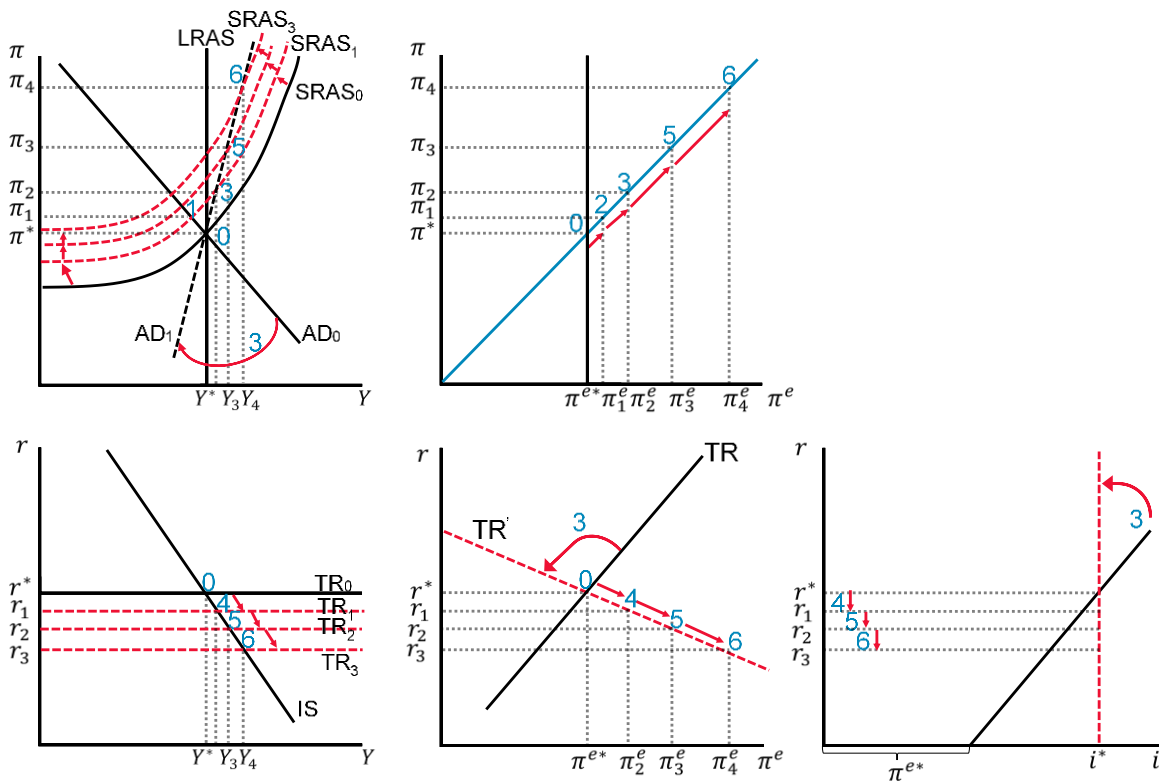 SRAS₃
LRAS SRAS₁
π
π₄ 6 SRAS₀
π₃ 5
π₂ 3
π₁ 1
π* 0
AD₁ 3 AD₀
Y* Y₃ Y₄ Y
π
π₄ 6
π₃ 5
π₂ 3
π₁ 2
π* 0
πᵉ* π₁ᵉ π₂ᵉ π₃ᵉ π₄ᵉ πᵉ
r
r* 0 TR₀
r₁ 4 TR₁
r₂ 5 TR₂
r₃ 6 TR₃
IS
Y* Y₃ Y₄ Y
r TR
TR' 3
r* 0
r₁ 4
r₂ 5
r₃ 6
πᵉ* π₂ᵉ π₃ᵉ π₄ᵉ πᵉ
r
3
r*
r₁ 4
r₂ 5
r₃ 6
i* i
πᵉ*